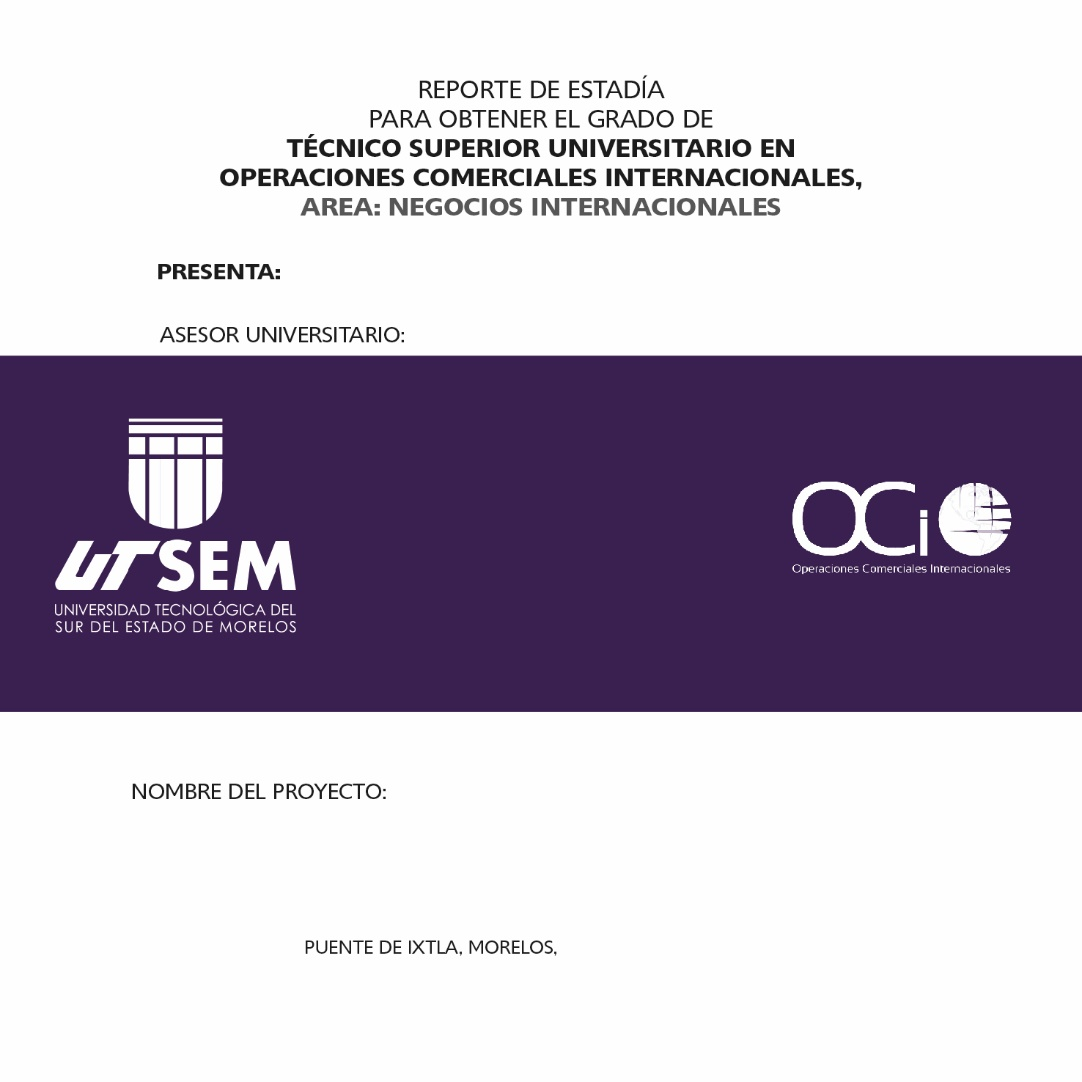 REPORTE DE ESTADÍA
PARA OBTENER EL GRADO DE
TÉCNICO SUPERIOR UNIVERSITARIO EN
OPERACIONES COMERCIALES INTERNACIONALES,
AREA: NEGOCIOS INTERNACIONALES
PRESENTA:
ASESOR UNIVERSITARIO:
UTSEM
UNIVERSIDAD TECNOLÓGICA DEL
SUR DEL ESTADO DE MORELOS
OCi
Operaciones Comerciales Internacionales
NOMBRE DEL PROYECTO:
PUENTE DE IXTLA, MORELOS,